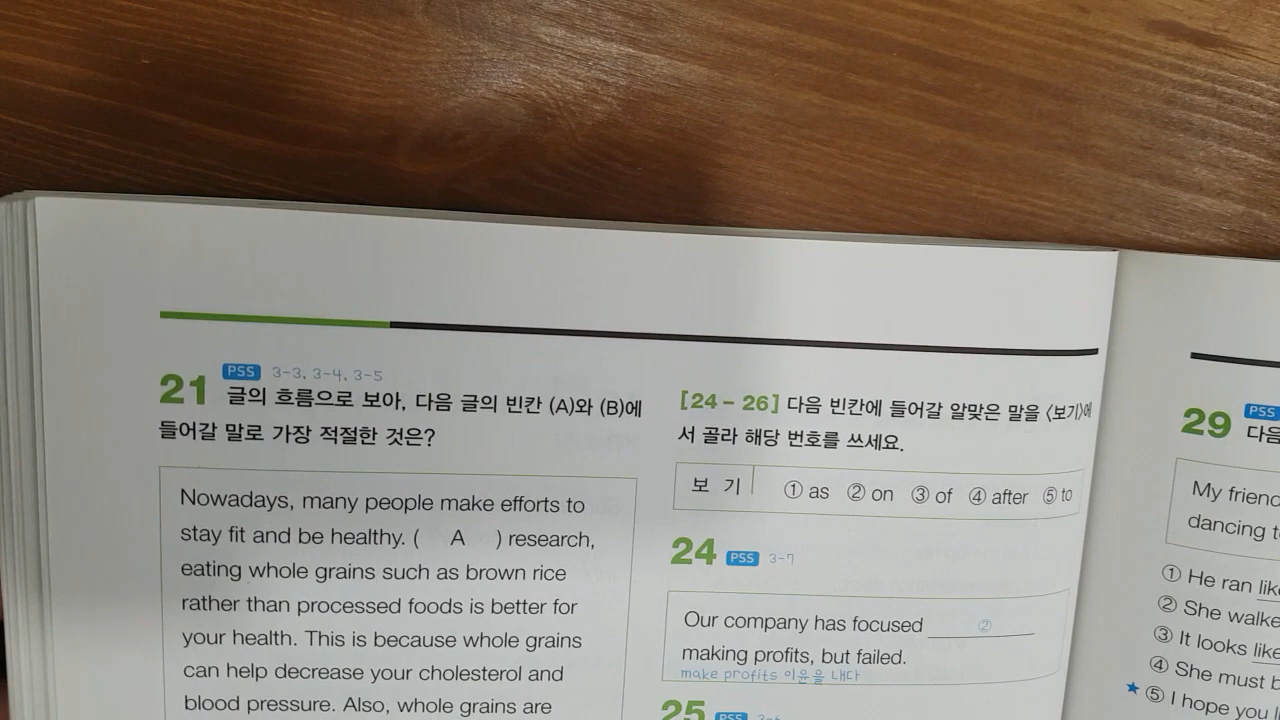 21 PSS 3-3, 3-4, 3-5
글의 흐름으로 보아, 다음 글의 빈칸 (A)와 (B)에
들어갈 말로 가장 적절한 것은?
Nowadays, many people make efforts to
stay fit and be healthy. ( A ) research,
eating whole grains such as brown rice
rather than processed foods is better for
your health. This is because whole grains
can help decrease your cholesterol and
blood pressure. Also, whole grains are
[24 – 26] 다음 빈칸에 들어갈 알맞은 말을 〈보기〉에
서 골라 해당 번호를 쓰세요.
보 기 ① as ② on ③ of ④ after ⑤ to
24 PSS 3-7
Our company has focused ②
making profits, but failed.
make profits 이윤을 내다
25 PSS 3-6
29 PSS
다음
My friend
dancing
① He ran
② She
③ It looks like
④ She must
★ ⑤ I hope you